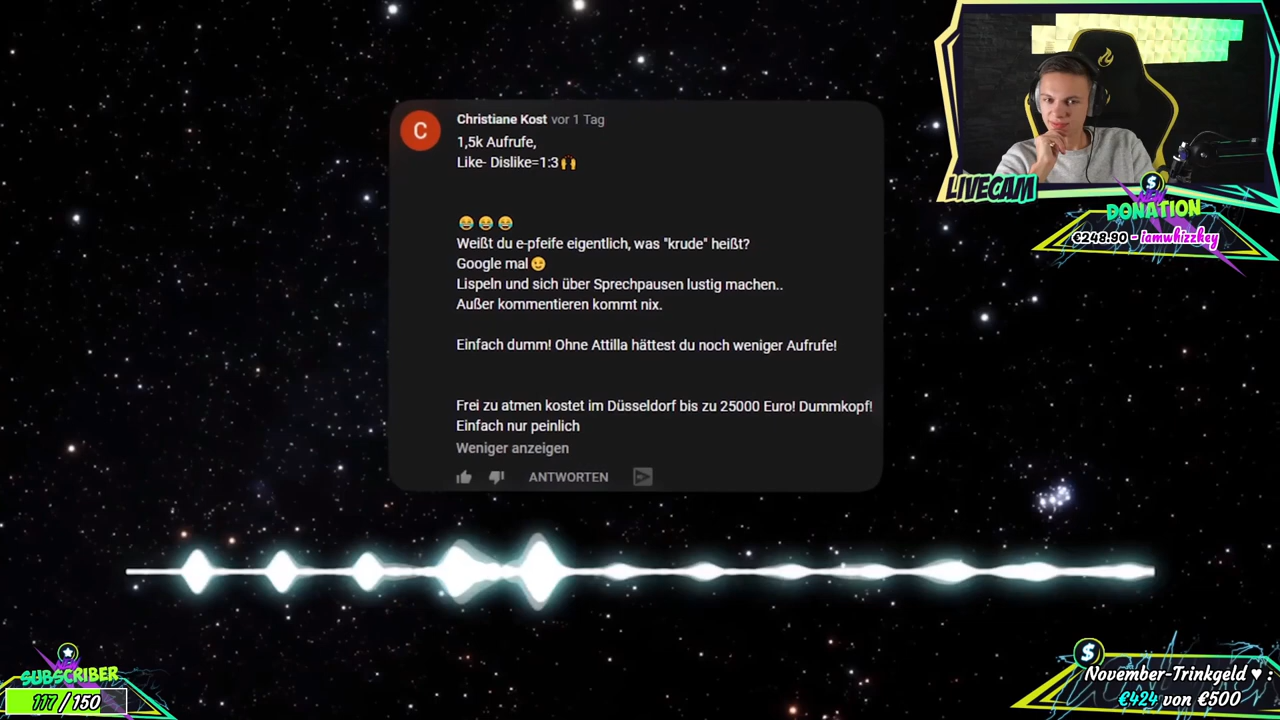 Christiane Kost vor 1 Tag
1,5k Aufrufe,
Like- Dislike=1:3🙌
😂 😂 😂
Weißt du e-pfeife eigentlich, was "krude" heißt?
Google mal😉
Lispeln und sich über Sprechpausen lustig machen..
Außer kommentieren kommt nix.
Einfach dumm! Ohne Attilla hättest du noch weniger Aufrufe!
Frei zu atmen kostet im Düsseldorf bis zu 25000 Euro! Dummkopf!
Einfach nur peinlich
Weniger anzeigen
ANTWORTEN
C
LIVECAM
$
NEW
DONATION
€248.90 - iamwhizzkey
NEW
SUBSCRIBER
117 / 150
$
November-Trinkgeld ♥ :
€424 von €500